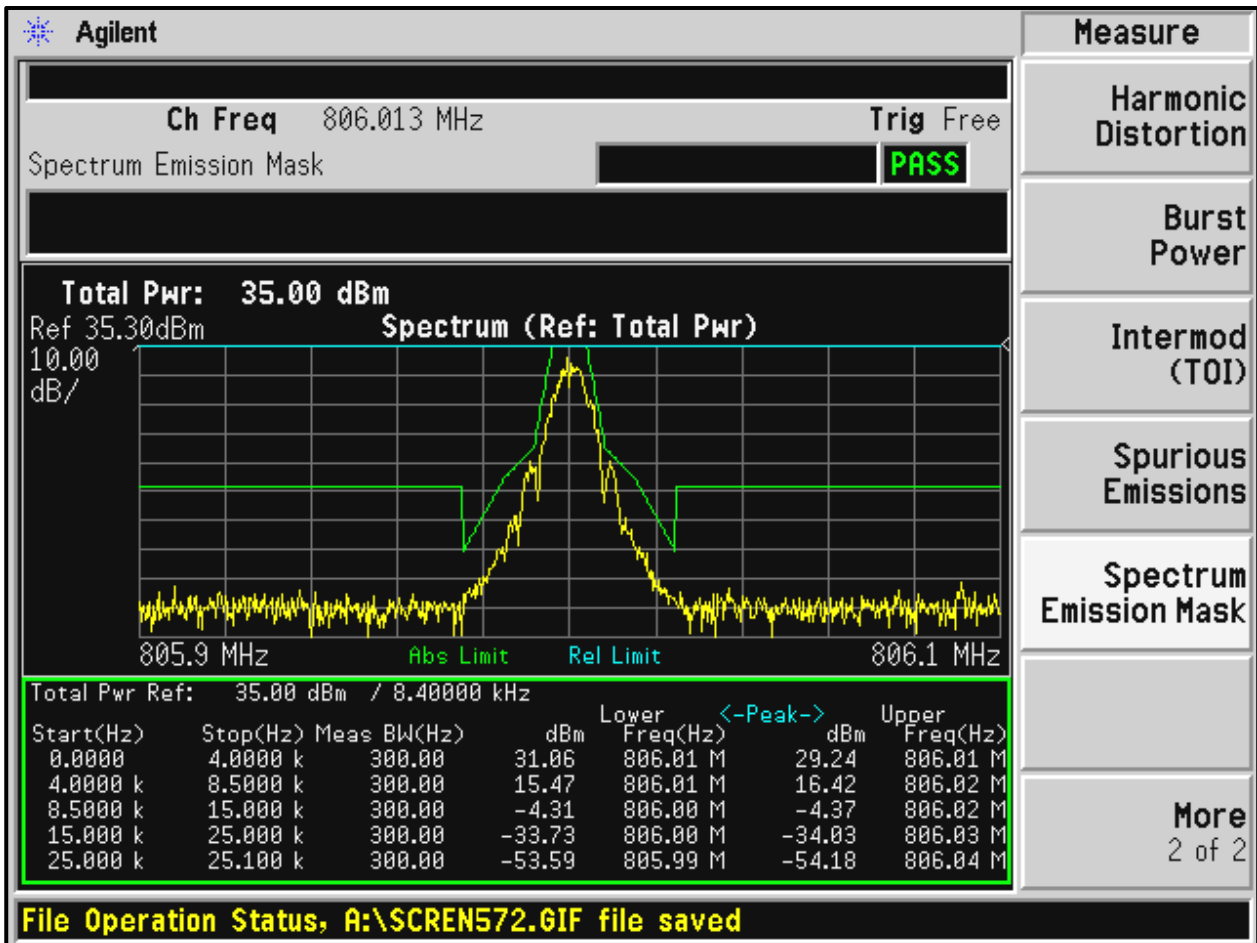 Agilent
Measure
Ch Freq 806.013 MHz Trig Free
Spectrum Emission Mask PASS
Total Pwr: 35.00 dBm
Ref 35.30dBm Spectrum (Ref: Total Pwr)
10.00
dB/
805.9 MHz Abs Limit Rel Limit 806.1 MHz
Total Pwr Ref: 35.00 dBm / 8.40000 kHz
Lower <-Peak-> Upper
Start(Hz) Stop(Hz) Meas BW(Hz) dBm Freq(Hz) dBm Freq(Hz)
0.0000 4.0000 k 300.00 31.06 806.01 M 29.24 806.01 M
4.0000 k 8.5000 k 300.00 15.47 806.01 M 16.42 806.02 M
8.5000 k 15.000 k 300.00 -4.31 806.00 M -4.37 806.02 M
15.000 k 25.000 k 300.00 -33.73 806.00 M -34.03 806.03 M
25.000 k 25.100 k 300.00 -53.59 805.99 M -54.18 806.04 M
Harmonic
Distortion
Burst
Power
Intermod
(TOI)
Spurious
Emissions
Spectrum
Emission Mask
More
2 of 2
File Operation Status, A:\SCREN572.GIF file saved